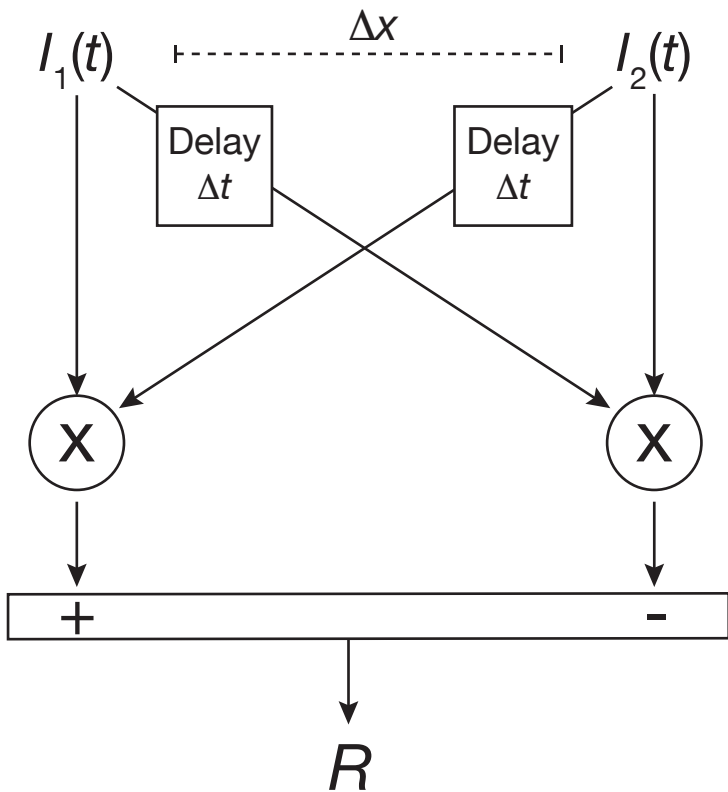 Δx
I₁(t)
I₂(t)
Delay
Δt
Delay
Δt
X
X
+
-
R